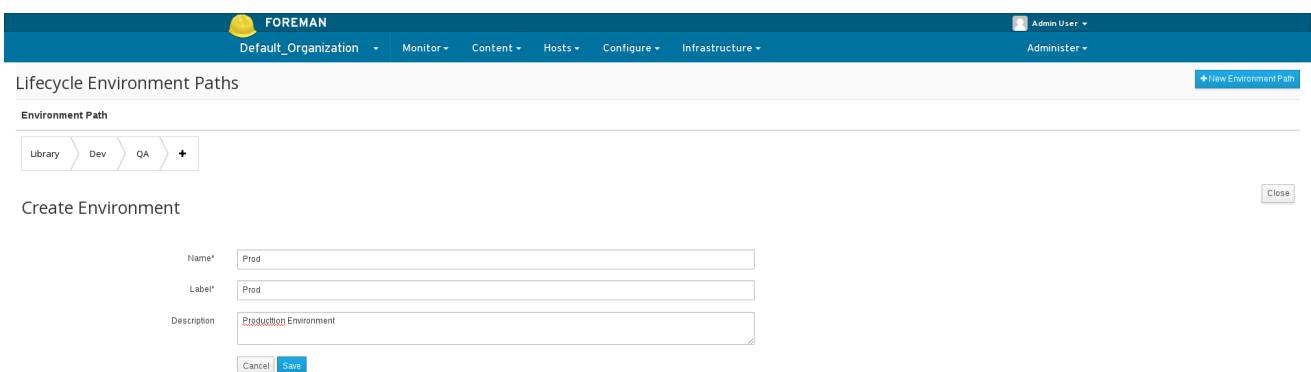 FOREMAN Admin User
Default_Organization Monitor Content Hosts Configure Infrastructure Administer
Lifecycle Environment Paths +New Environment Path
Environment Path
Library Dev QA +
Close
Create Environment
Name* Prod
Label* Prod
Description Producttion Environment
Cancel Save